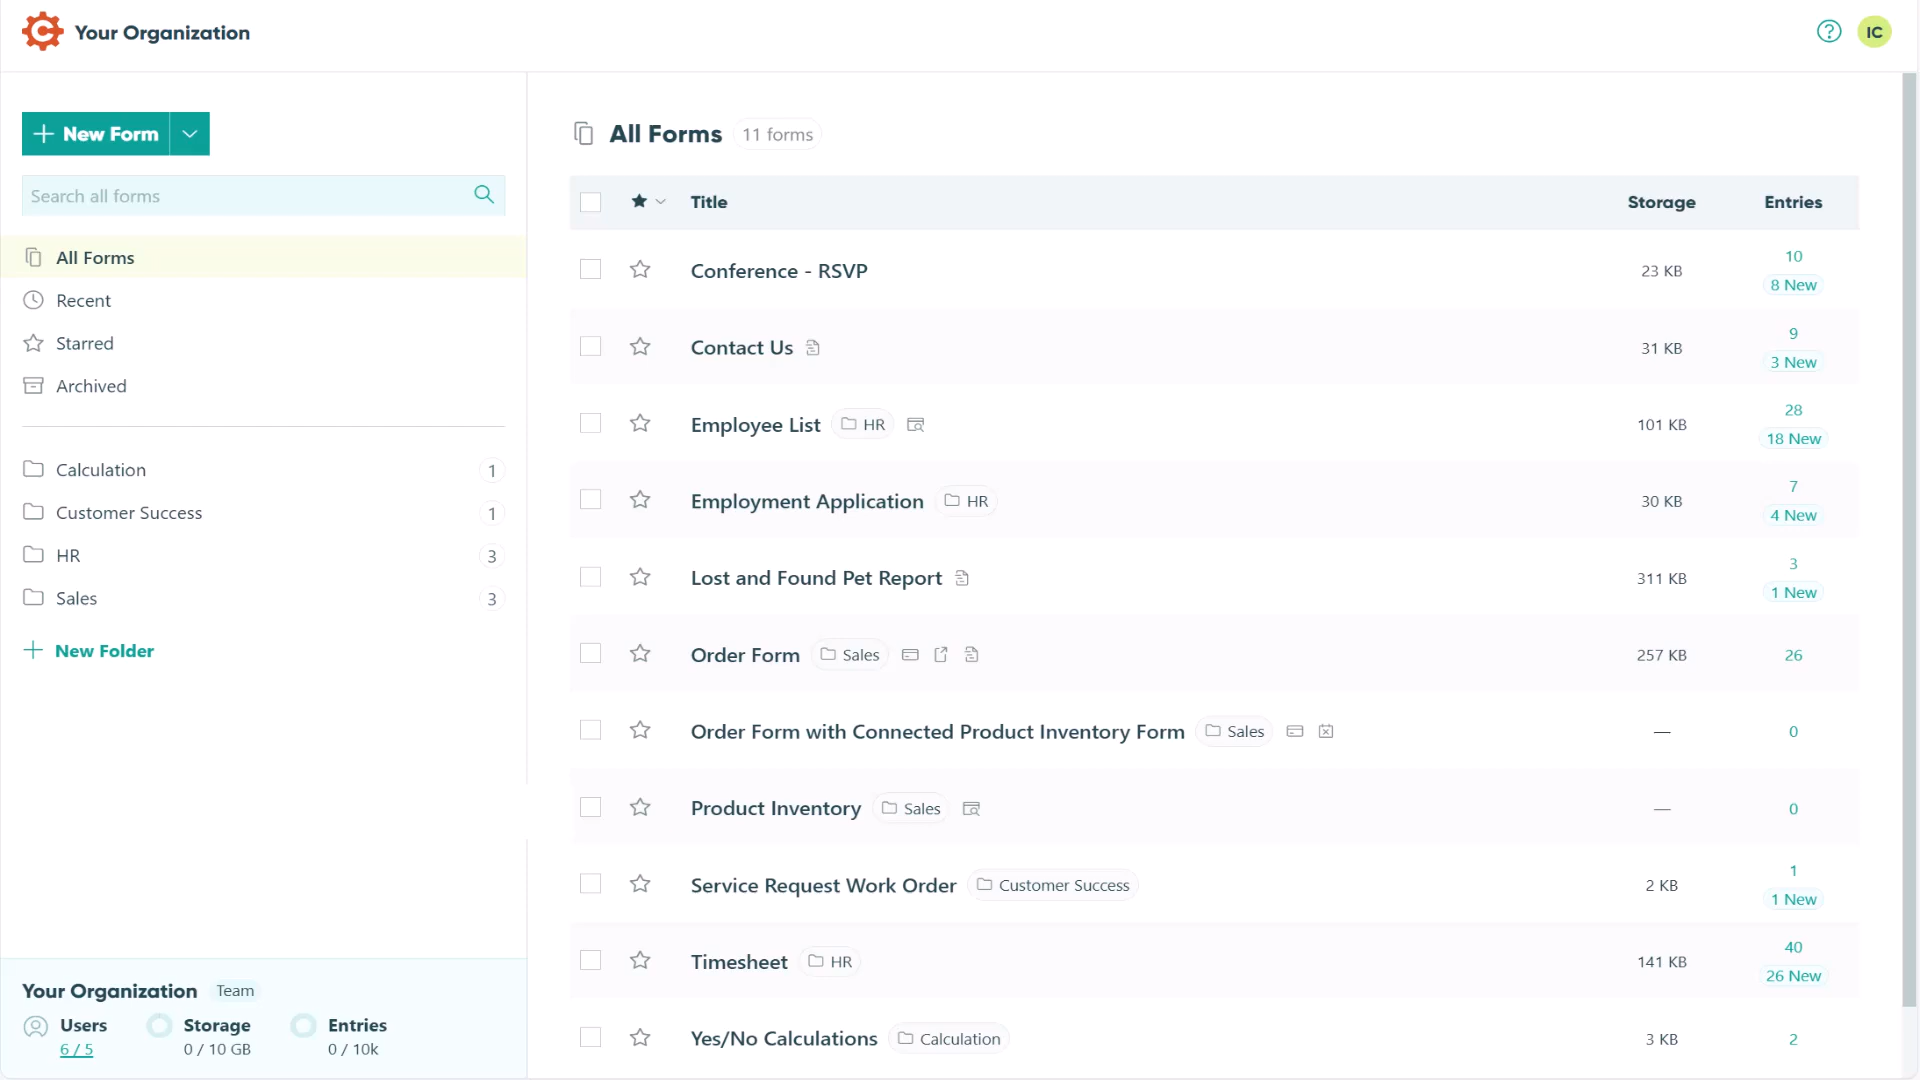 Your Organization
IC
New Form
Search all forms
All Forms
Recent
Starred
Archived
Calculation 1
Customer Success 1
HR 3
Sales 3
New Folder
Your Organization Team
Users
6 / 5
Storage
0 / 10 GB
Entries
0 / 10k
All Forms 11 forms
Title Storage Entries
Conference - RSVP 23 KB 10
8 New
Contact Us 31 KB 9
3 New
Employee List HR 101 KB 28
18 New
Employment Application HR 30 KB 7
4 New
Lost and Found Pet Report 311 KB 3
1 New
Order Form Sales 257 KB 26
Order Form with Connected Product Inventory Form Sales — 0
Product Inventory Sales — 0
Service Request Work Order Customer Success 2 KB 1
1 New
Timesheet HR 141 KB 40
26 New
Yes/No Calculations Calculation 3 KB 2